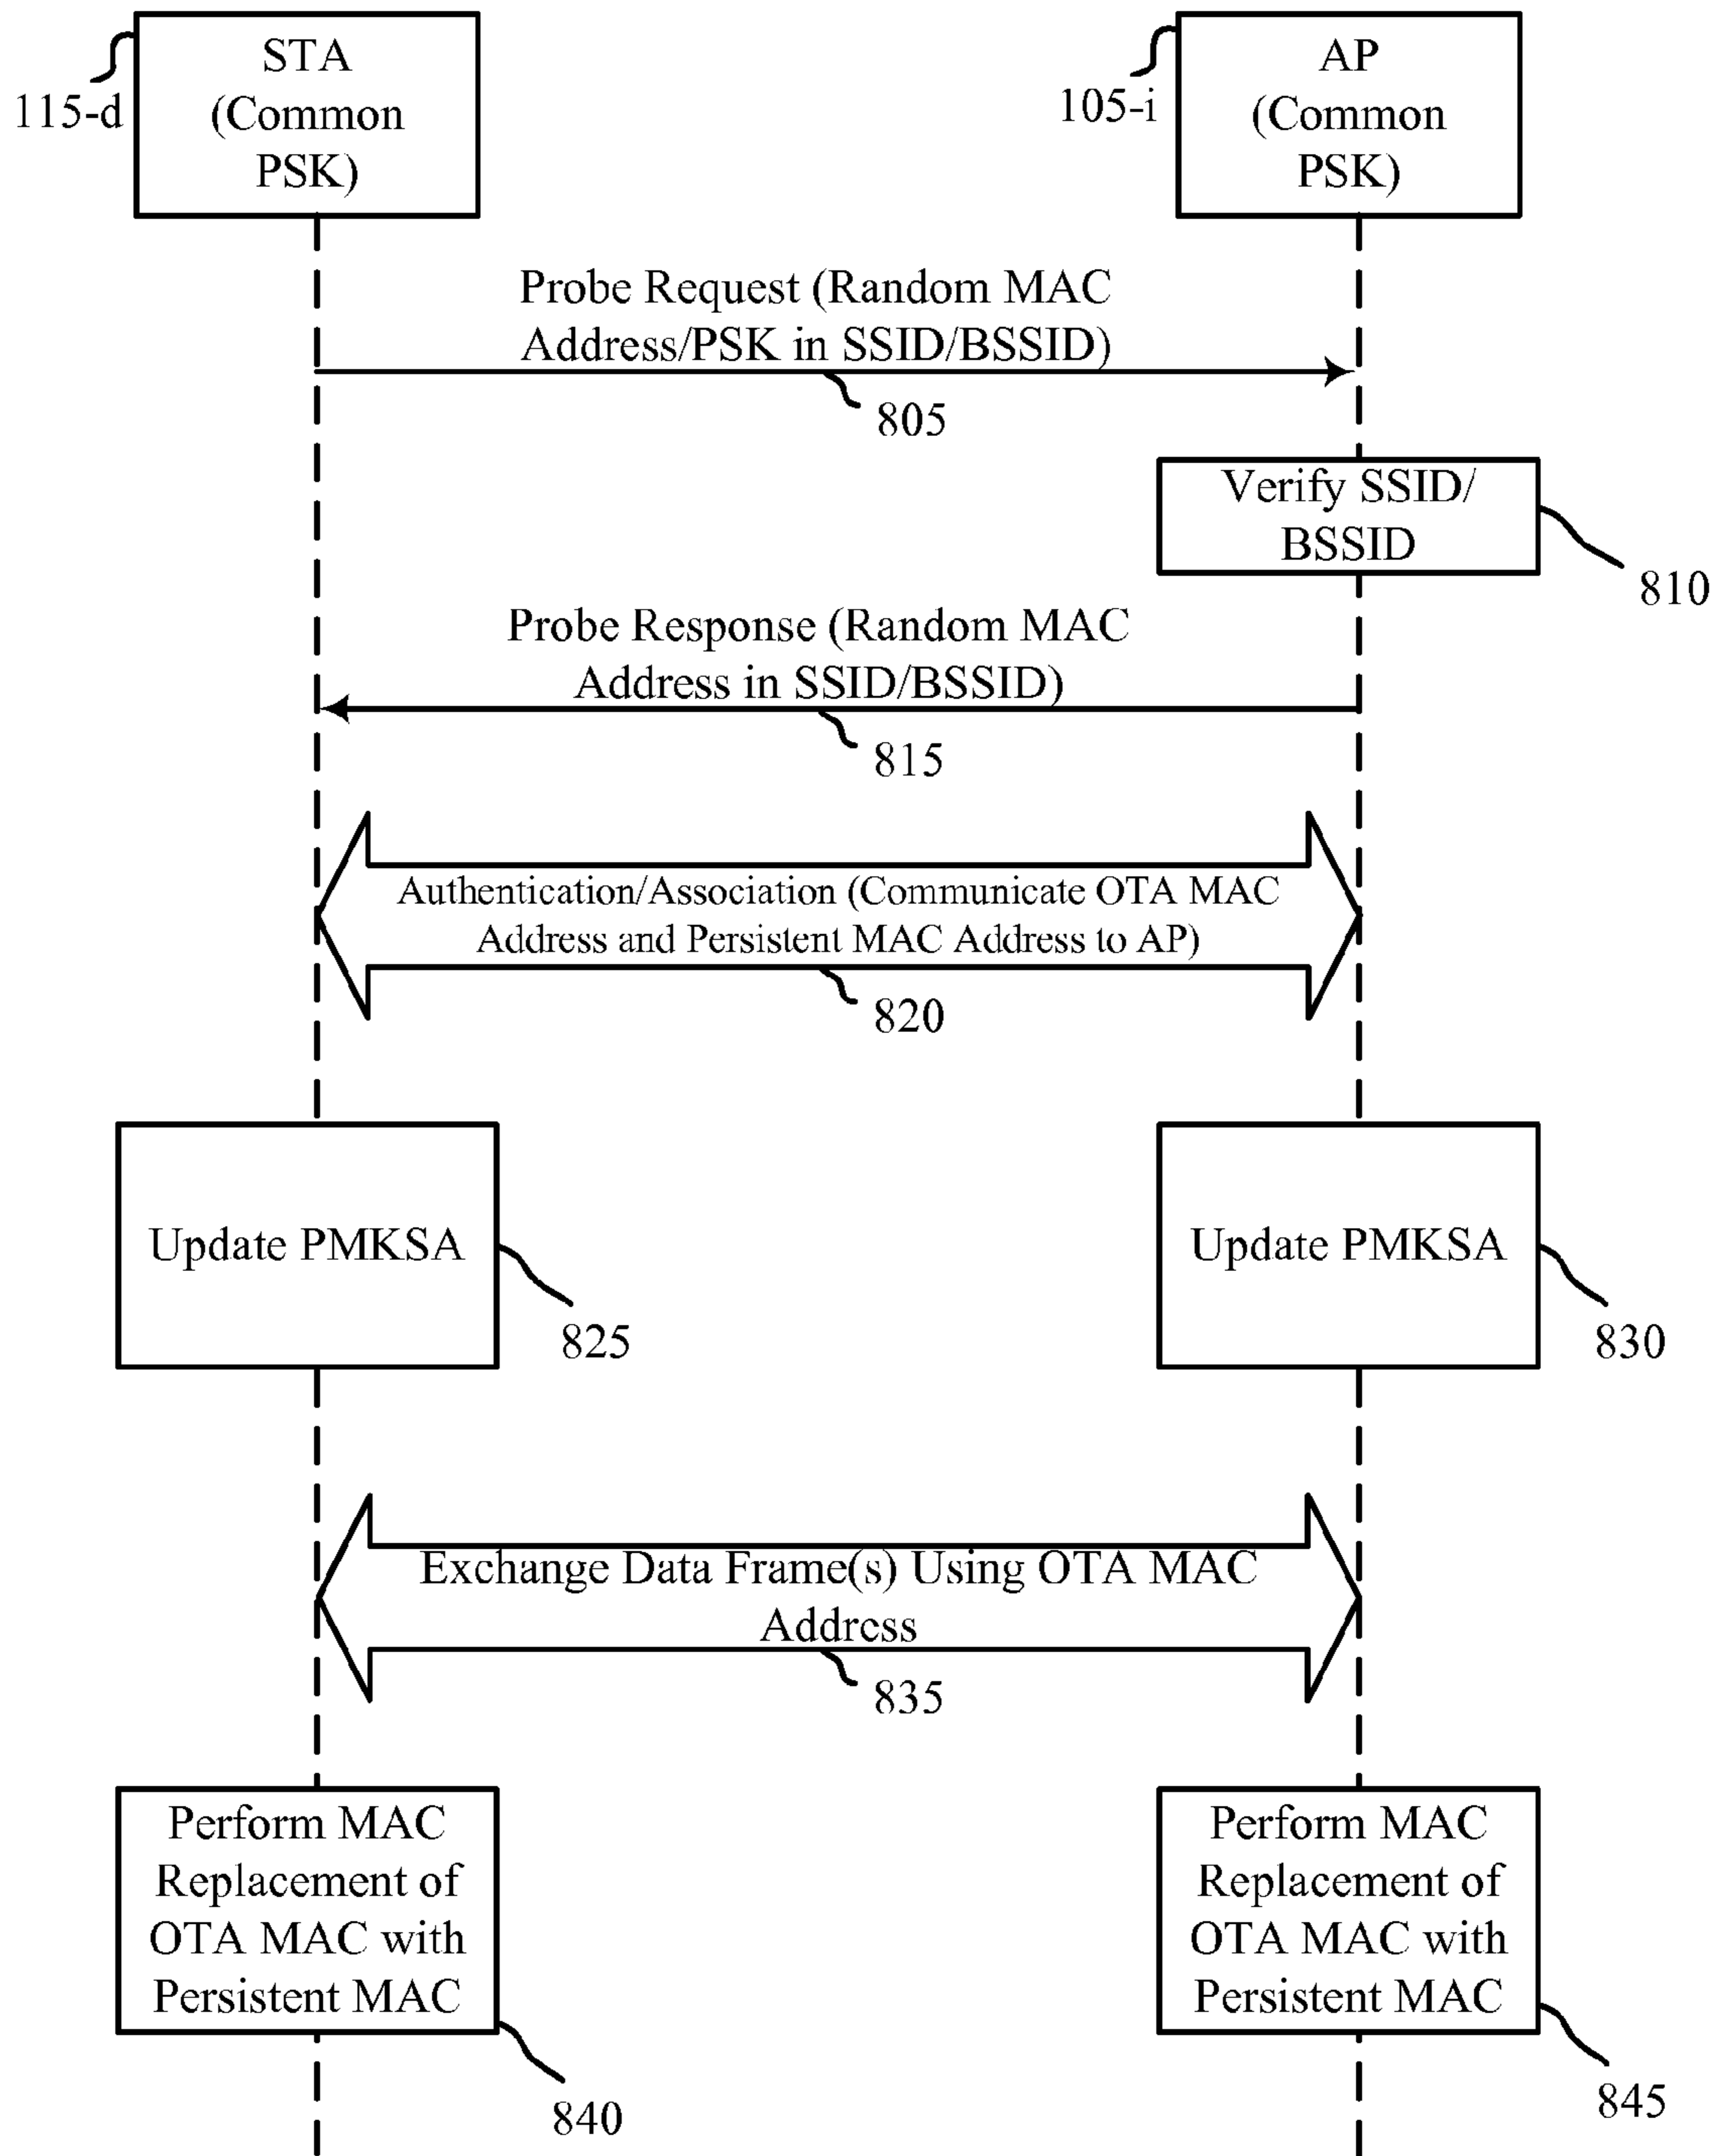 STA
(Common
PSK)
115-d
AP
(Common
PSK)
105-i
Probe Request (Random MAC
Address/PSK in SSID/BSSID)
805
Verify SSID/
BSSID
810
Probe Response (Random MAC
Address in SSID/BSSID)
815
Authentication/Association (Communicate OTA MAC
Address and Persistent MAC Address to AP)
820
Update PMKSA
825
Update PMKSA
830
Exchange Data Frame(s) Using OTA MAC
Address
835
Perform MAC
Replacement of
OTA MAC with
Persistent MAC
840
Perform MAC
Replacement of
OTA MAC with
Persistent MAC
845